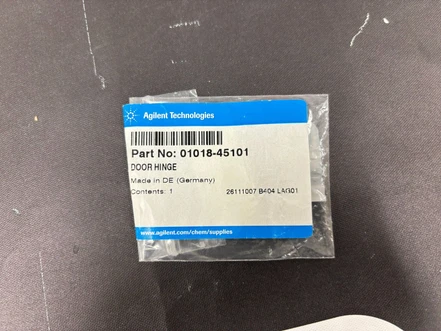 Agilent Technologies
Part No: 01018-45101
DOOR HINGE
Made in DE (Germany)
Contents: 1 26111007 B404 LAG01
www.agilent.com/chem/supplies